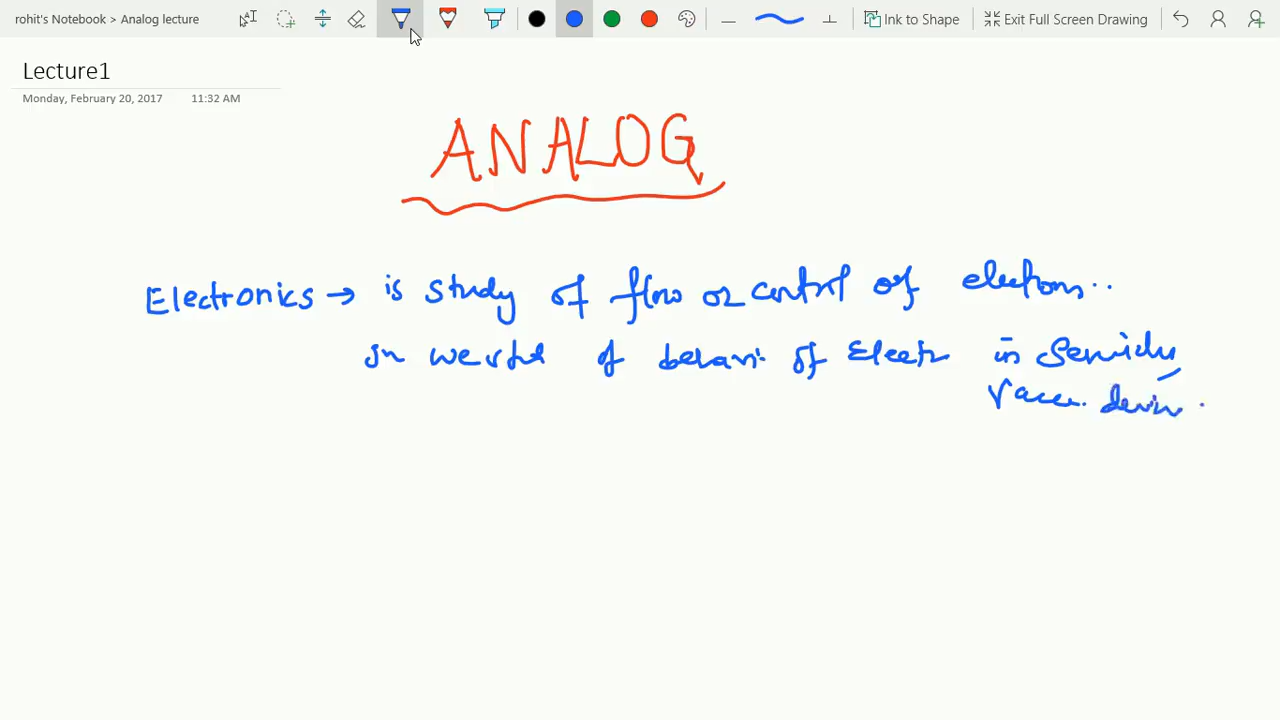 rohit's Notebook > Analog lecture
Ink to Shape
Exit Full Screen Drawing
Lecture1
Monday, February 20, 2017 11:32 AM
ANALOG
Electronics → is study of flow or control of electrons..
of behavi. of Electr in